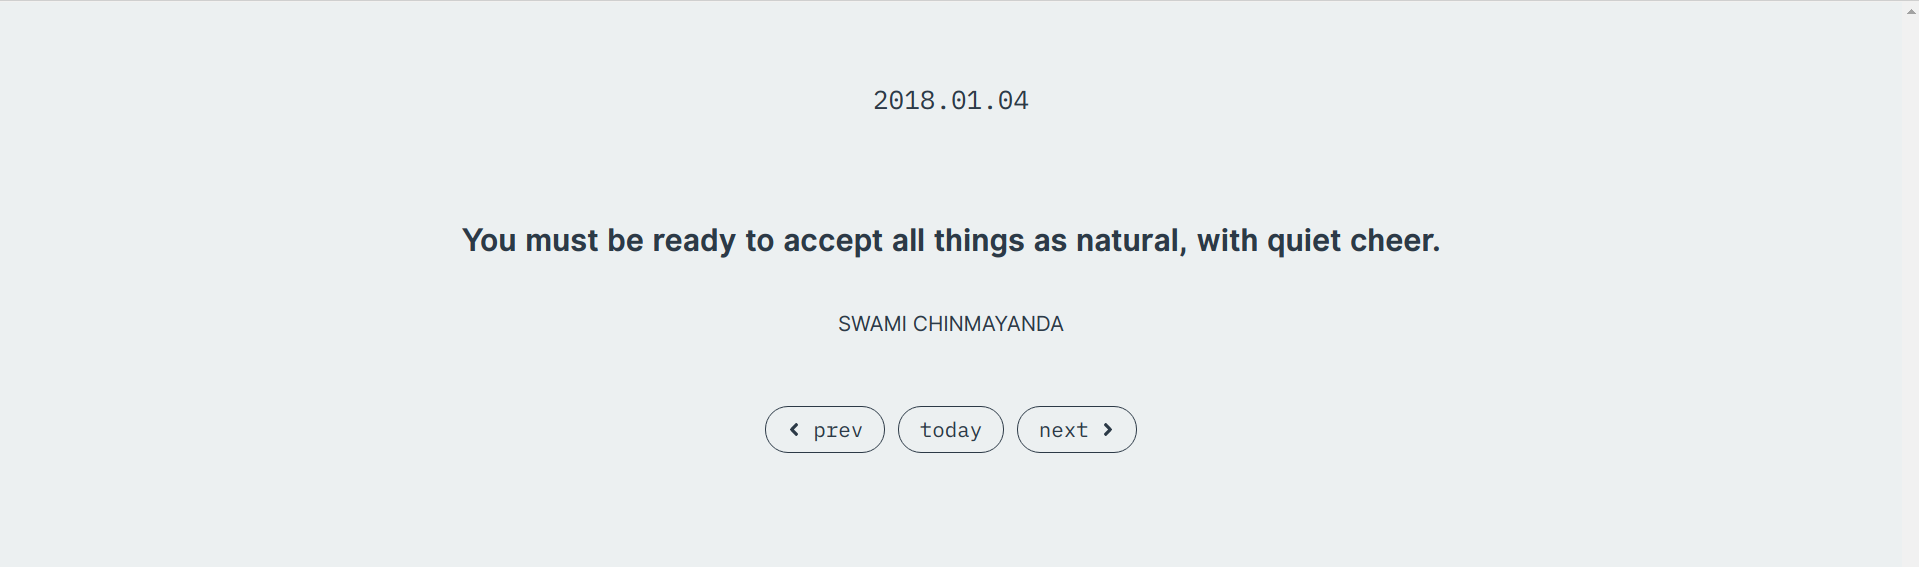 2018.01.04
You must be ready to accept all things as natural, with quiet cheer.
SWAMI CHINMAYANDA
prev today next